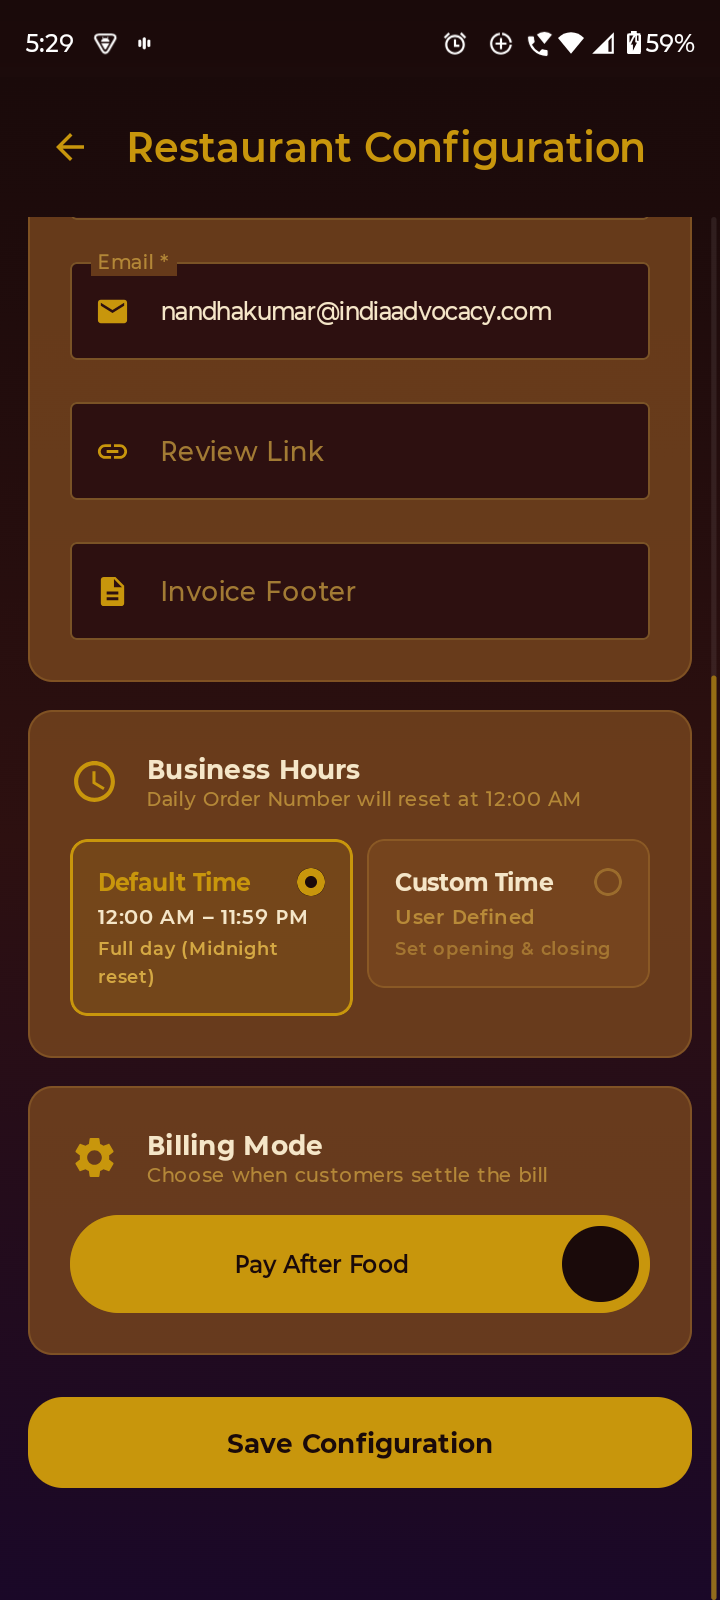 5:29
59%
Restaurant Configuration
Email *
nandhakumar@indiaadvocacy.com
Review Link
Invoice Footer
Business Hours
Daily Order Number will reset at 12:00 AM
Default Time
12:00 AM – 11:59 PM
Full day (Midnight
reset)
Custom Time
User Defined
Set opening & closing
Billing Mode
Choose when customers settle the bill
Pay After Food
Save Configuration